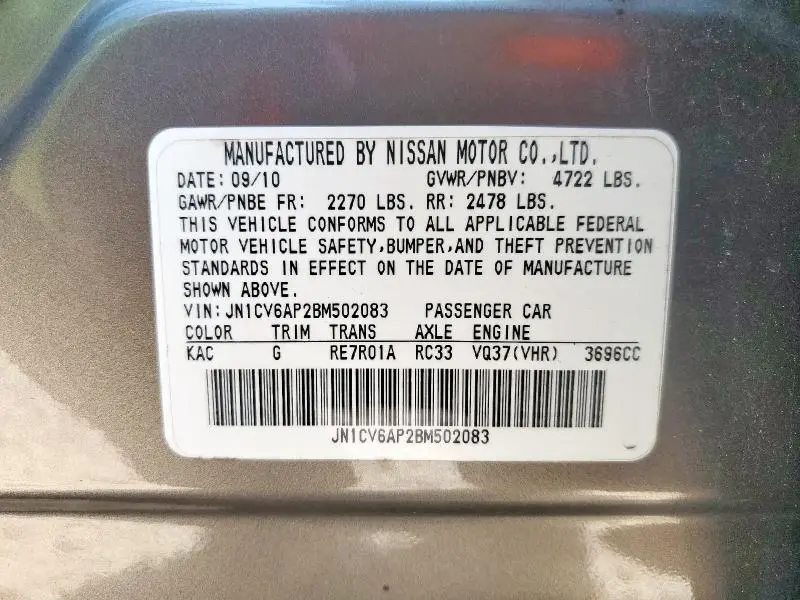 MANUFACTURED BY NISSAN MOTOR CO.,LTD.
DATE: 09/10 GVWR/PNBV: 4722 LBS.
GAWR/PNBE FR: 2270 LBS. RR: 2478 LBS.
THIS VEHICLE CONFORMS TO ALL APPLICABLE FEDERAL
MOTOR VEHICLE SAFETY,BUMPER,AND THEFT PREVENTION
STANDARDS IN EFFECT ON THE DATE OF MANUFACTURE
SHOWN ABOVE.
VIN:JN1CV6AP2BM502083 PASSENGER CAR
COLOR TRIM TRANS AXLE ENGINE
KAC G RE7R01A RC33 VQ37(VHR) 3696CC
JN1CV6AP2BM502083